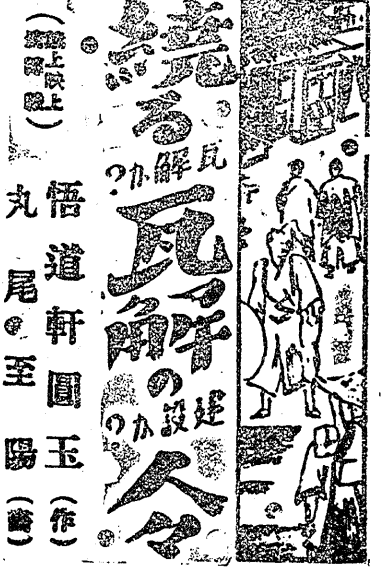 繞る瓦解の人々
瓦解か?
建設か?
悟道軒圓玉(作)
丸尾至陽(畫)